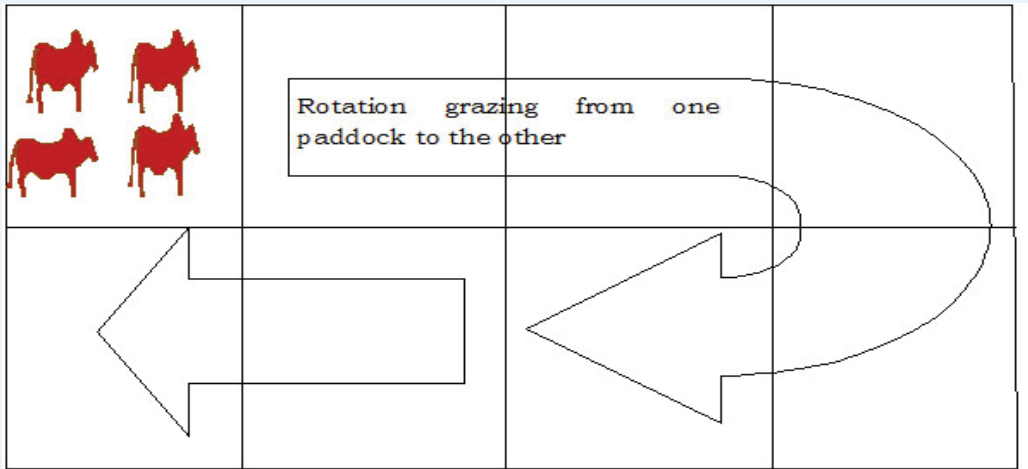 Rotation grazing from one
paddock to the other